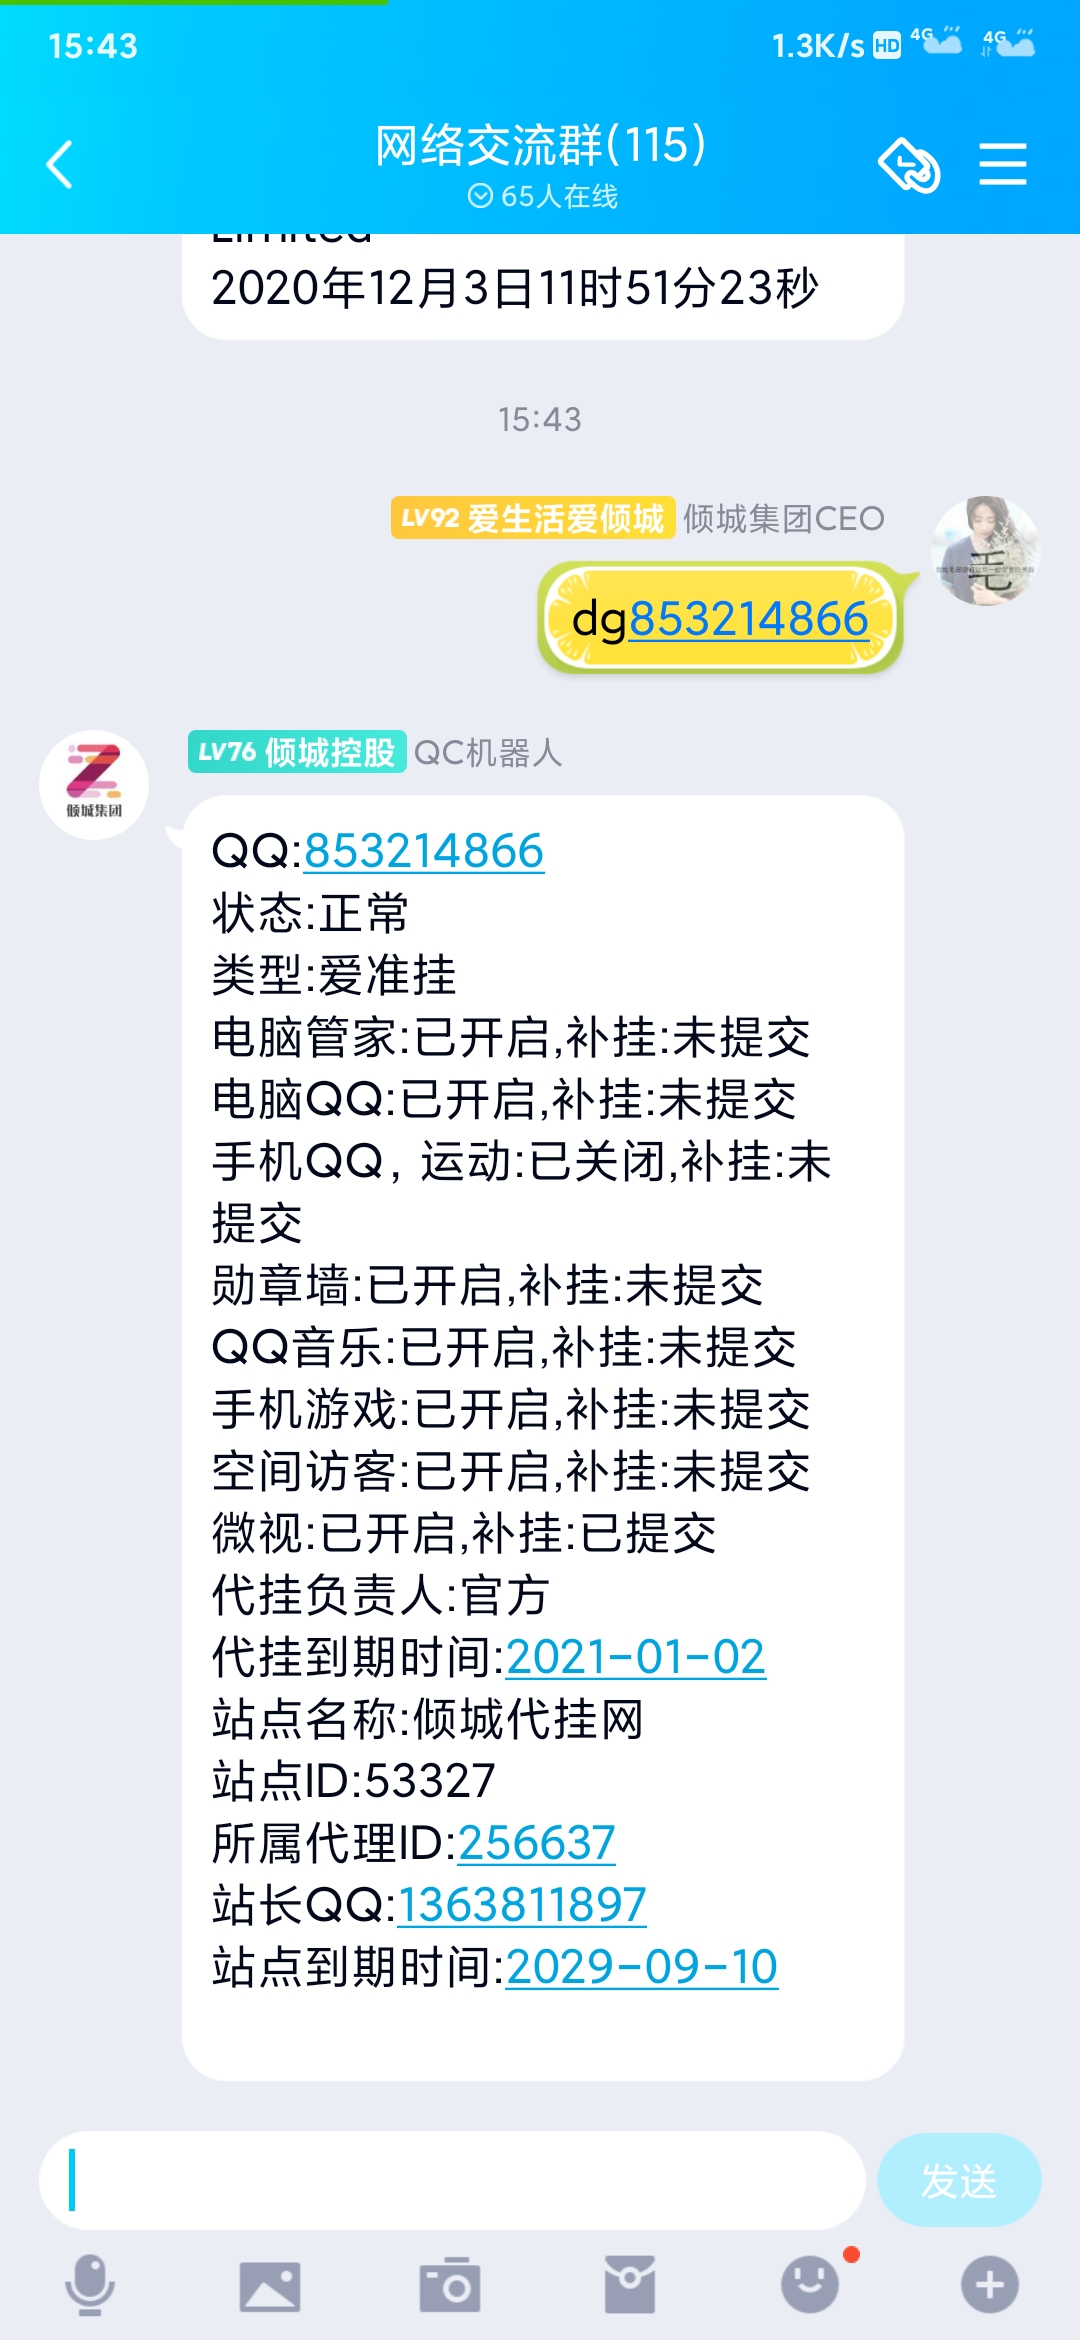 15:43
1.3K/s HD 4G 4G
网络交流群(115)
65人在线
Limited
2020年12月3日11时51分23秒
15:43
LV92 爱生活爱倾城 倾城集团CEO
毛
dg853214866
LV76 倾城控股 QC机器人
倾城集团
QQ:853214866
状态:正常
类型:爱准挂
电脑管家:已开启,补挂:未提交
电脑QQ:已开启,补挂:未提交
手机QQ，运动:已关闭,补挂:未
提交
勋章墙:已开启,补挂:未提交
QQ音乐:已开启,补挂:未提交
手机游戏:已开启,补挂:未提交
空间访客:已开启,补挂:未提交
微视:已开启,补挂:已提交
代挂负责人:官方
代挂到期时间:2021-01-02
站点名称:倾城代挂网
站点ID:53327
所属代理ID:256637
站长QQ:1363811897
站点到期时间:2029-09-10
发送